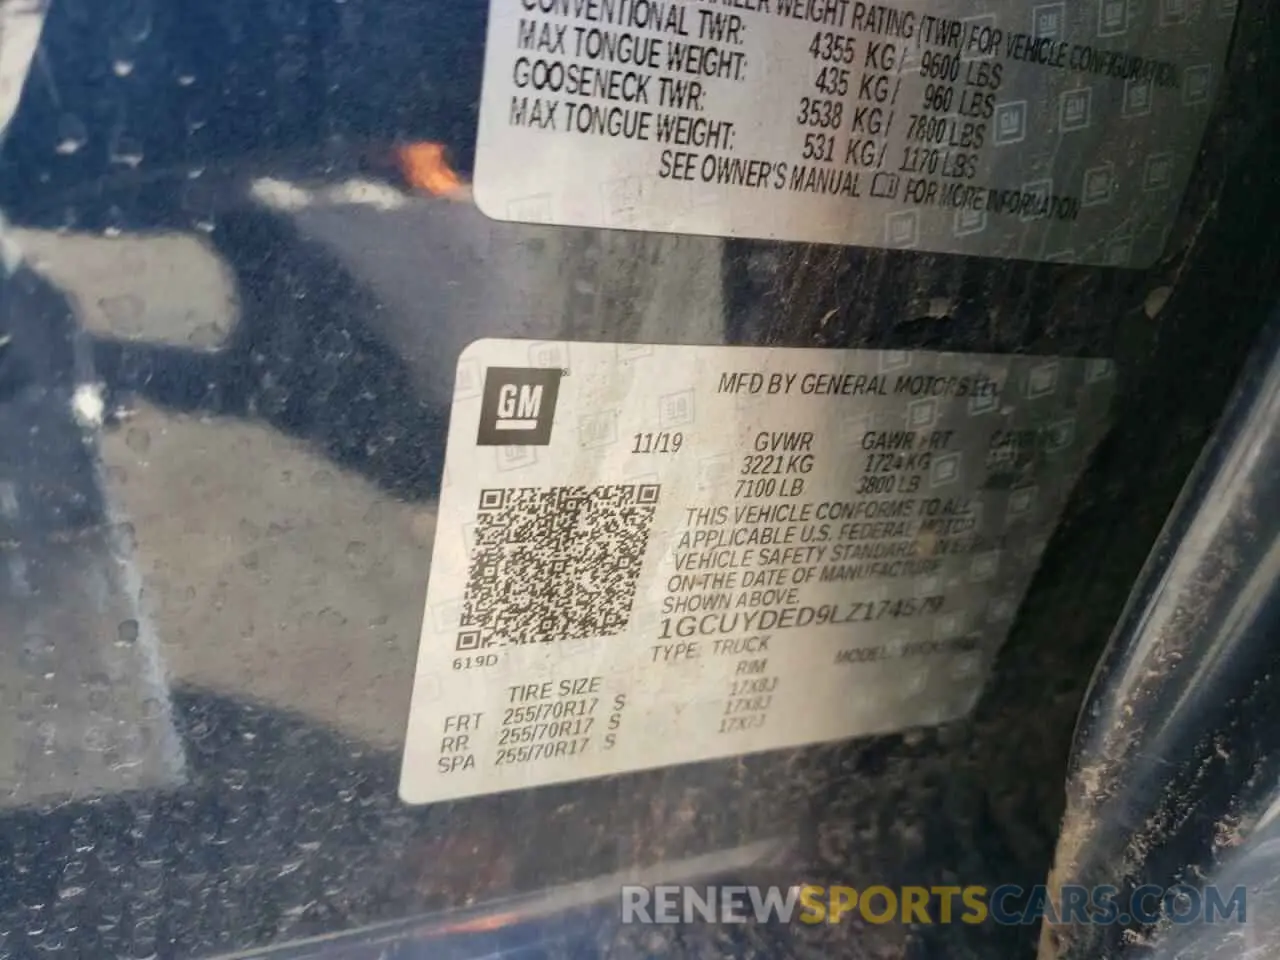 TRAILER WEIGHT RATING (TWR) FOR VEHICLE CONFIGURATION.
CONVENTIONAL TWR: 4355 KG/ 9600 LBS
MAX TONGUE WEIGHT: 435 KG/ 960 LBS
GOOSENECK TWR: 3538 KG/ 7800 LBS
MAX TONGUE WEIGHT: 531 KG/ 1170 LBS
SEE OWNER'S MANUAL FOR MORE INFORMATION
GM
MFD BY GENERAL MOTORS LLC
11/19 GVWR GAWR FRT
3221 KG 1724 KG
7100 LB 3800 LB
THIS VEHICLE CONFORMS TO ALL
APPLICABLE U.S. FEDERAL MOTOR
VEHICLE SAFETY STANDARD IN
ON THE DATE OF MANUFACTURE
SHOWN ABOVE.
1GCUYDED9LZ174579
TYPE: TRUCK MODEL:
619D
TIRE SIZE RIM
FRT 255/70R17 S 17X8J
RR 255/70R17 S 17X8J
SPA 255/70R17 S 17X7J
RENEWSPORTSCARS.COM